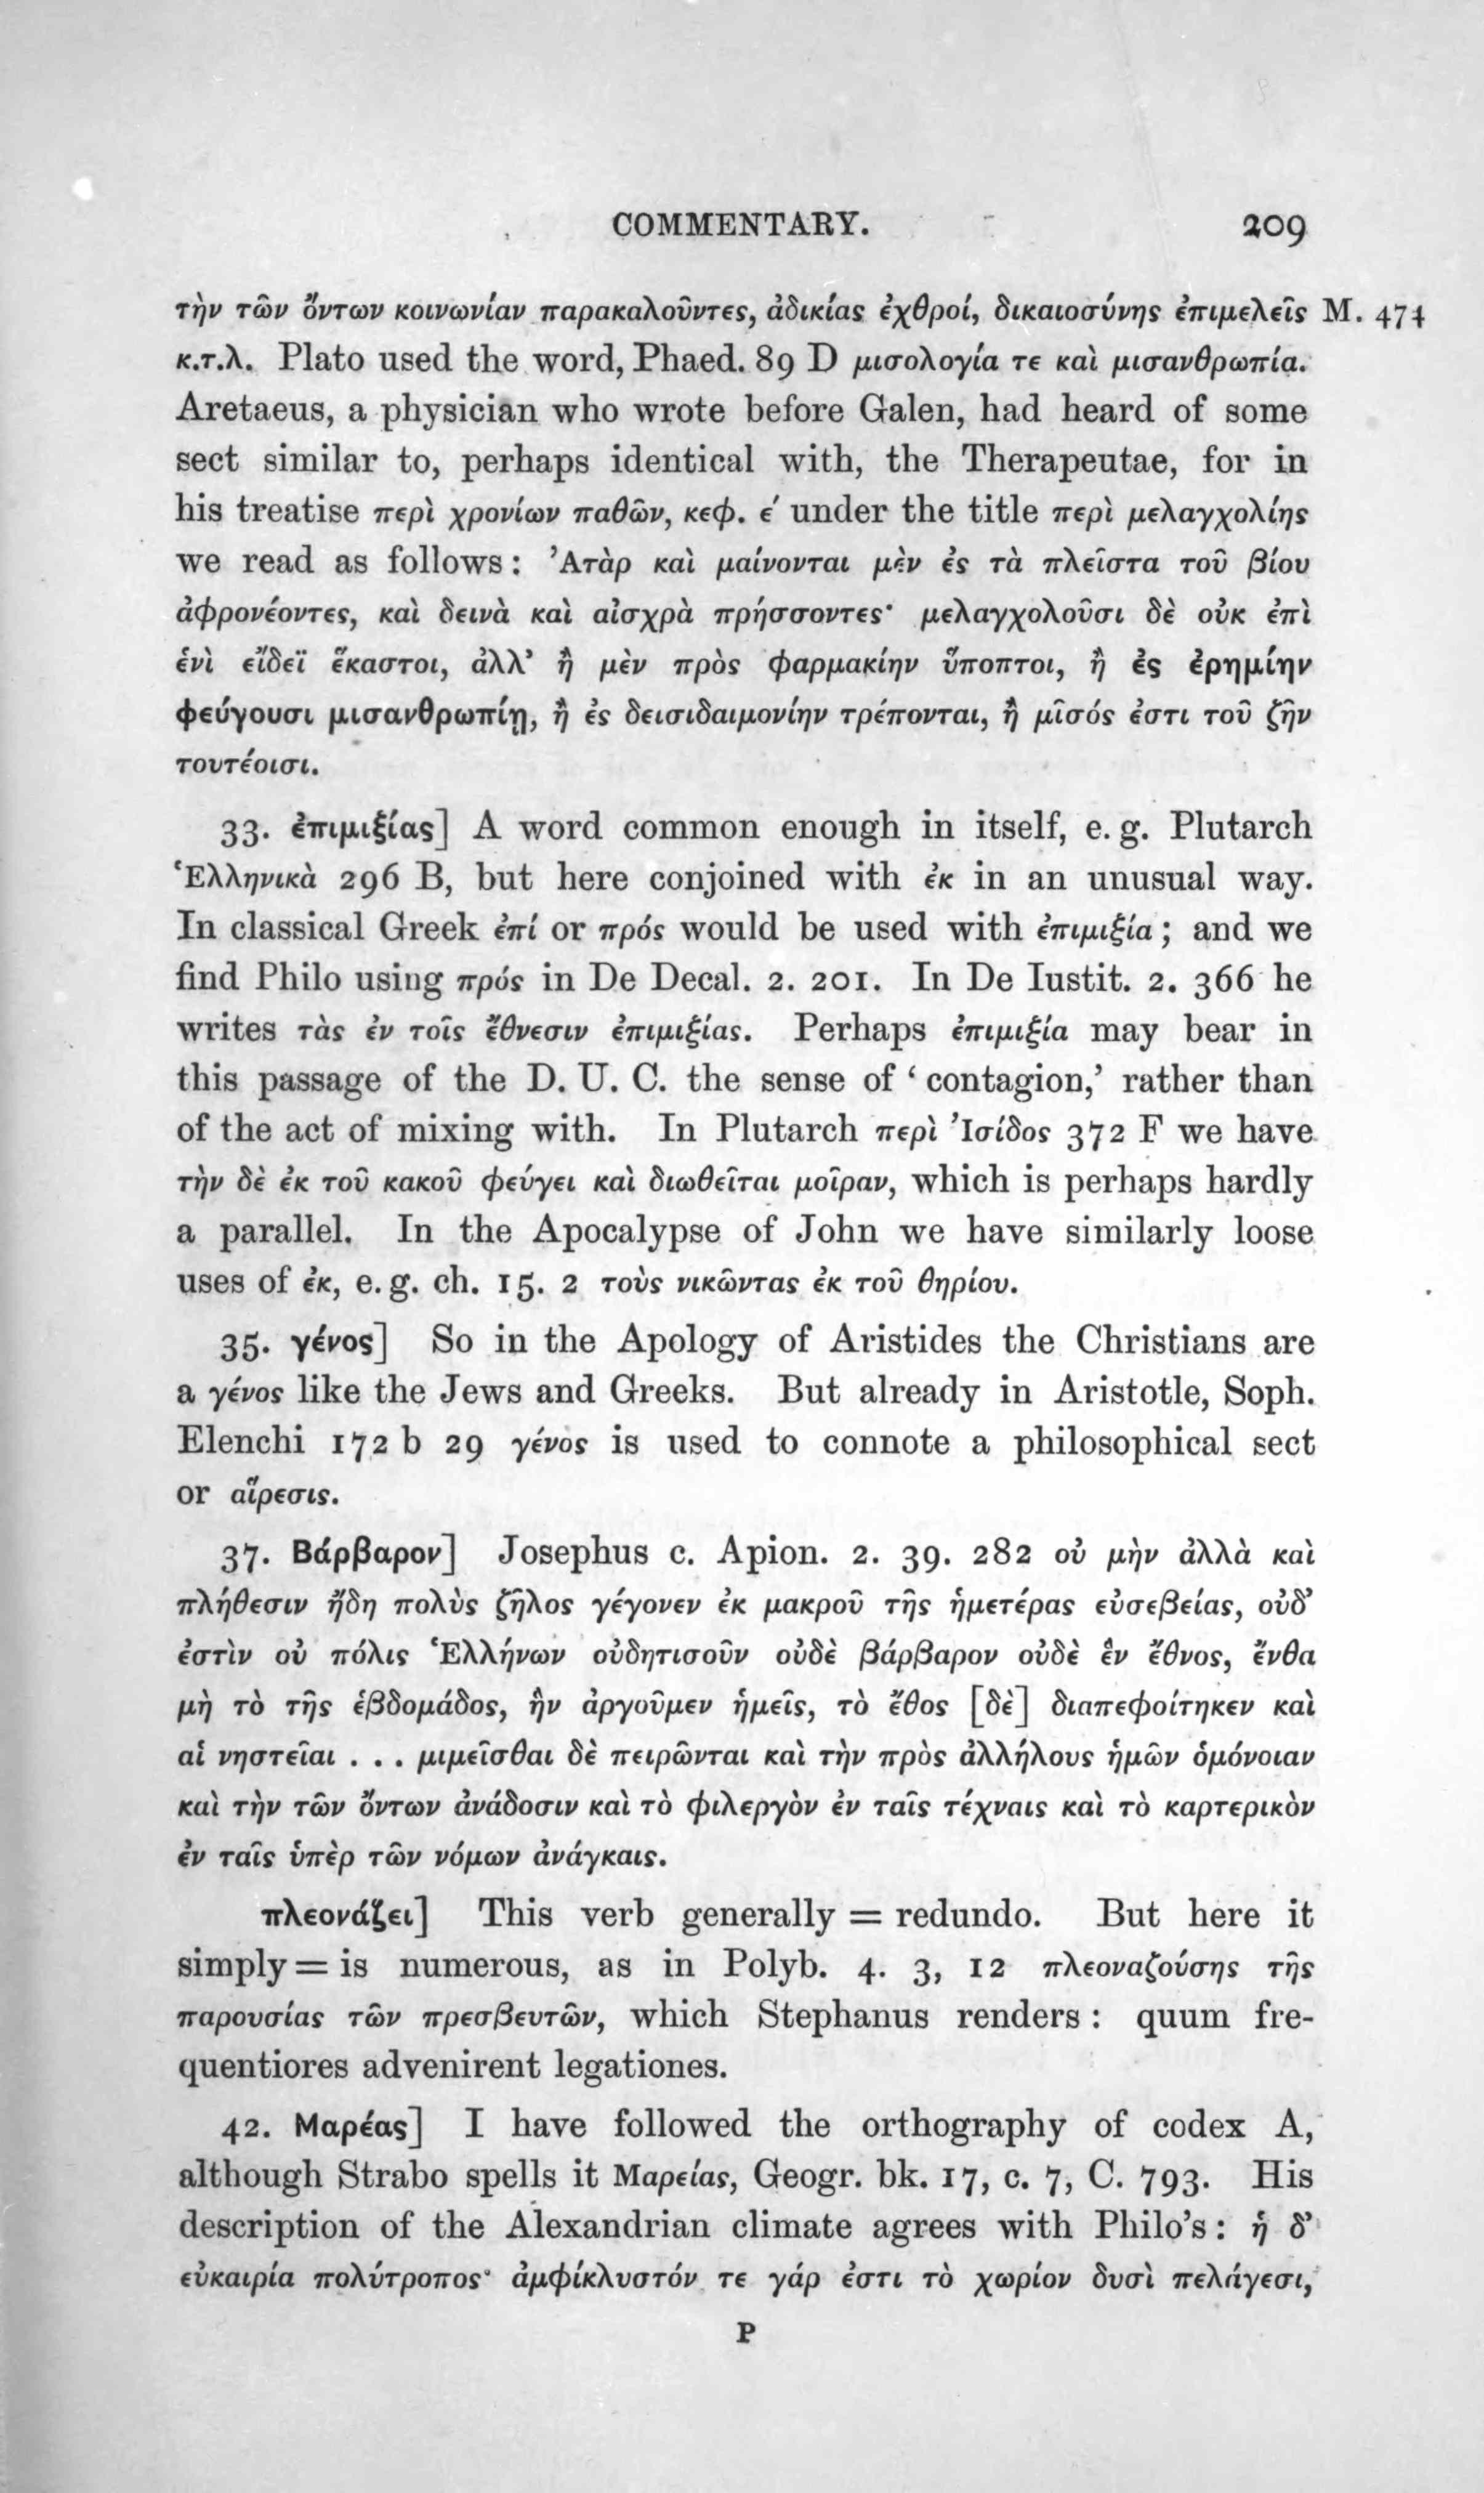 COMMENTARY. 209
τὴν τῶν ὄντων κοινωνίαν παρακαλοῦντες, ἀδικίας ἐχθροί, δικαιοσύνης ἐπιμελεῖς M. 474
κ.τ.λ. Plato used the word, Phaed. 89 D μισολογία τε καὶ μισανθρωπία.
Aretaeus, a physician who wrote before Galen, had heard of some
sect similar to, perhaps identical with, the Therapeutae, for in
his treatise περὶ χρονίων παθῶν, κεφ. ε′ under the title περὶ μελαγχολίης
we read as follows: Ἀτὰρ καὶ μαίνονται μὲν ἐς τὰ πλεῖστα τοῦ βίου
ἀφρονέοντες, καὶ δεινὰ καὶ αἰσχρὰ πρήσσοντες· μελαγχολοῦσι δὲ οὐκ ἐπὶ
ἑνὶ εἴδεϊ ἕκαστοι, ἀλλ’ ἢ μὲν πρὸς φαρμακίην ὕποπτοι, ἢ ἐς ἐρημίην
φεύγουσι μισανθρωπίῃ, ἢ ἐς δεισιδαιμονίην τρέπονται, ἢ μῖσός ἐστι τοῦ ζῆν
τουτέοισι.
33. ἐπιμιξίας] A word common enough in itself, e. g. Plutarch
Ἑλληνικὰ 296 B, but here conjoined with ἐκ in an unusual way.
In classical Greek ἐπί or πρός would be used with ἐπιμιξία; and we
find Philo using πρός in De Decal. 2. 201. In De Iustit. 2. 366 he
writes τὰς ἐν τοῖς ἔθνεσιν ἐπιμιξίας. Perhaps ἐπιμιξία may bear in
this passage of the D. U. C. the sense of ‘contagion,’ rather than
of the act of mixing with. In Plutarch περὶ Ἰσίδος 372 F we have
τὴν δὲ ἐκ τοῦ κακοῦ φεύγει καὶ διωθεῖται μοῖραν, which is perhaps hardly
a parallel. In the Apocalypse of John we have similarly loose
uses of ἐκ, e. g. ch. 15. 2 τοὺς νικῶντας ἐκ τοῦ θηρίου.
35. γένος] So in the Apology of Aristides the Christians are
a γένος like the Jews and Greeks. But already in Aristotle, Soph.
Elenchi 172 b 29 γένος is used to connote a philosophical sect
or αἵρεσις.
37. Βάρβαρον] Josephus c. Apion. 2. 39. 282 οὐ μὴν ἀλλὰ καὶ
πλήθεσιν ἤδη πολὺς ζῆλος γέγονεν ἐκ μακροῦ τῆς ἡμετέρας εὐσεβείας, οὐδ’
ἐστὶν οὐ πόλις Ἑλλήνων οὐδητισοῦν οὐδὲ βάρβαρον οὐδὲ ἓν ἔθνος, ἔνθα
μὴ τὸ τῆς ἑβδομάδος, ἣν ἀργοῦμεν ἡμεῖς, τὸ ἔθος [δὲ] διαπεφοίτηκεν καὶ
αἱ νηστεῖαι . . . μιμεῖσθαι δὲ πειρῶνται καὶ τὴν πρὸς ἀλλήλους ἡμῶν ὁμόνοιαν
καὶ τὴν τῶν ὄντων ἀνάδοσιν καὶ τὸ φιλεργὸν ἐν ταῖς τέχναις καὶ τὸ καρτερικὸν
ἐν ταῖς ὑπὲρ τῶν νόμων ἀνάγκαις.
πλεονάζει] This verb generally = redundo. But here it
simply = is numerous, as in Polyb. 4. 3, 12 πλεοναζούσης τῆς
παρουσίας τῶν πρεσβευτῶν, which Stephanus renders: quum fre-
quentiores advenirent legationes.
42. Μαρέας] I have followed the orthography of codex A,
although Strabo spells it Μαρείας, Geogr. bk. 17, c. 7, C. 793. His
description of the Alexandrian climate agrees with Philo’s: ἡ δ’
εὐκαιρία πολύτροπος· ἀμφίκλυστόν τε γάρ ἐστι τὸ χωρίον δυσὶ πελάγεσι,
P